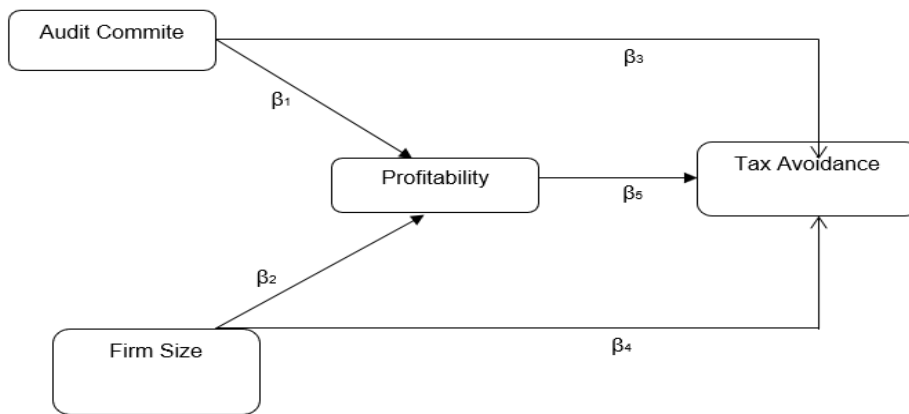 Audit Commite
β₃
β₁
Profitability
Tax Avoidance
β₅
β₂
Firm Size
β₄